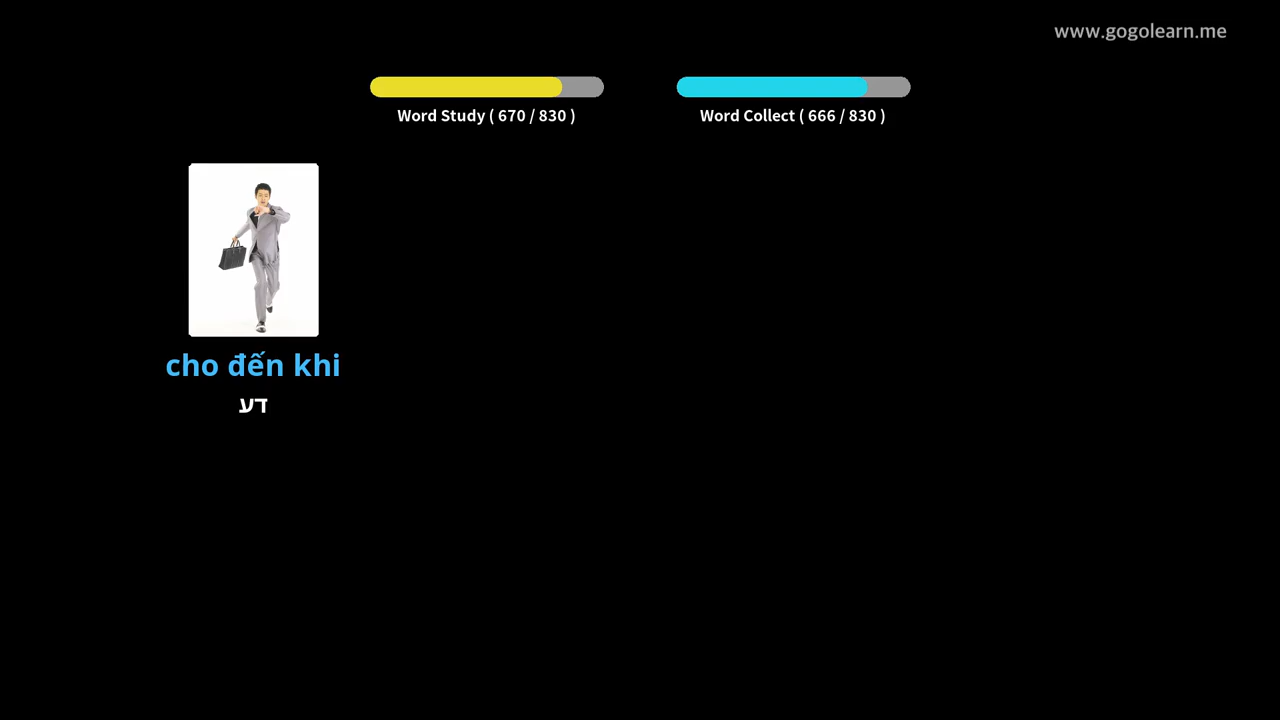 www.gogolearn.me
Word Study ( 670 / 830 )
Word Collect ( 666 / 830 )
cho đến khi
דע